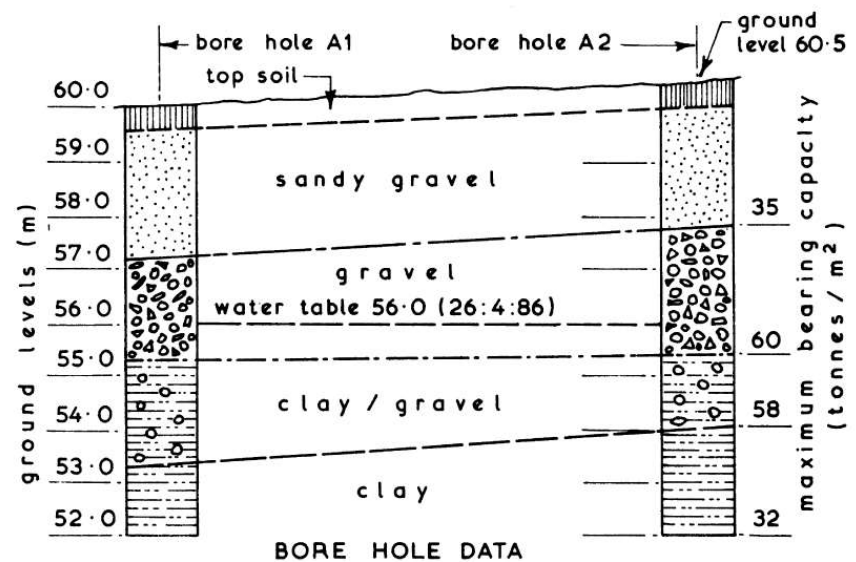 bore hole A1
bore hole A2
ground
level 60·5
top soil
60·0
59·0
58·0
57·0
56·0
55·0
54·0
53·0
52·0
ground levels (m)
sandy gravel
gravel
water table 56·0 (26:4:86)
clay / gravel
clay
35
60
58
32
maximum bearing capacity
(tonnes/m²)
BORE HOLE DATA